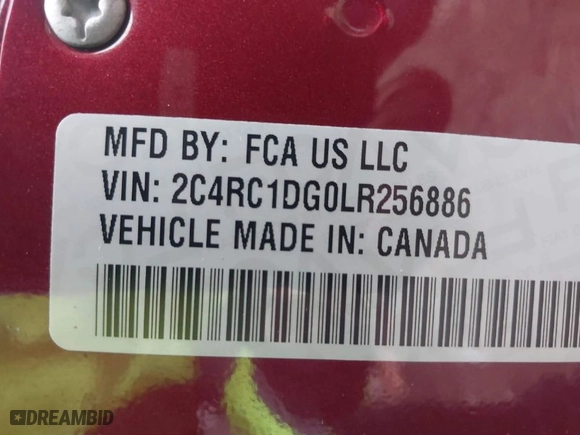 MFD BY: FCA US LLC
VIN: 2C4RC1DG0LR256886
VEHICLE MADE IN: CANADA
DREAMBID